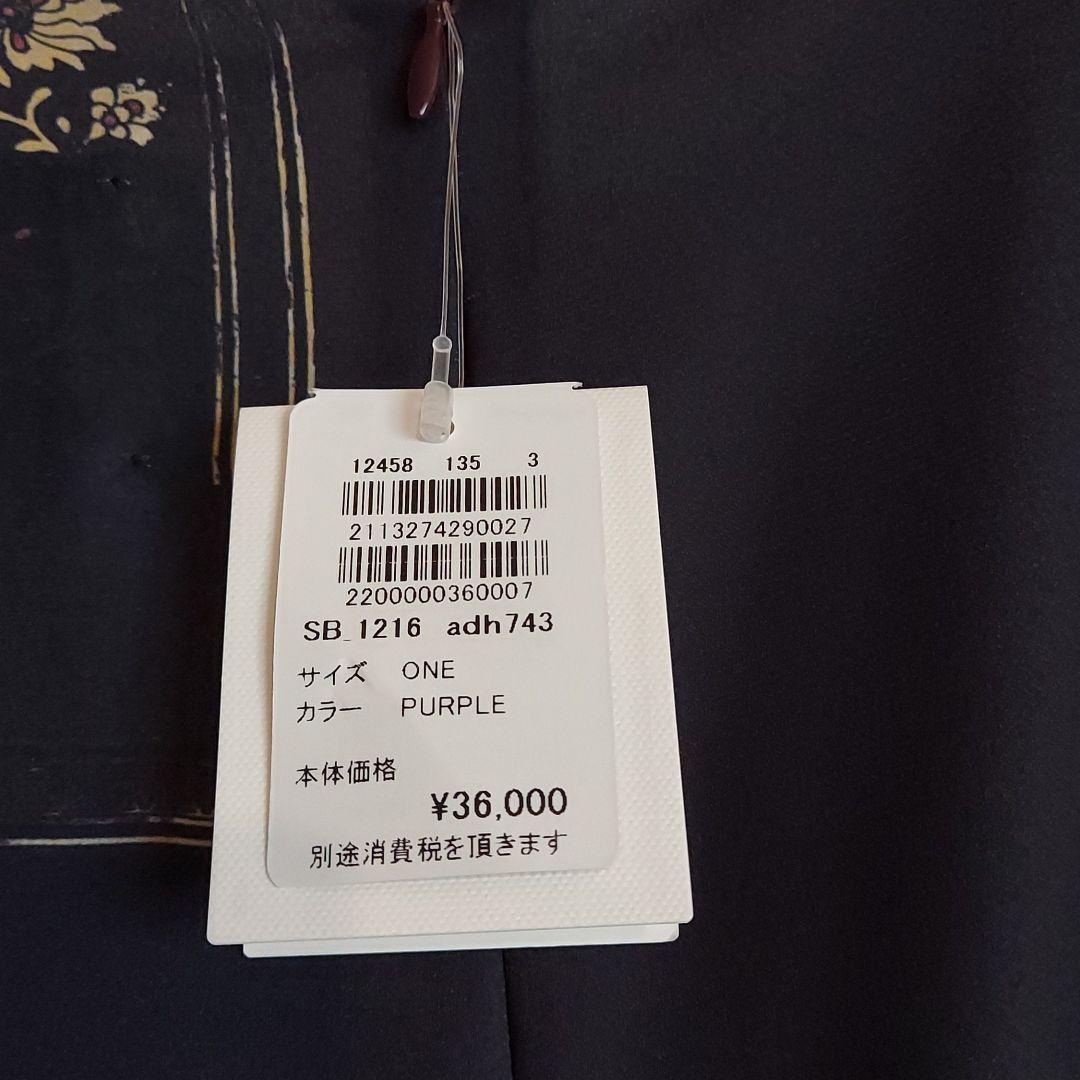 12458 135 3
2113274290027
2200000360007
SB_1216 adh743
サイズ ONE
カラー PURPLE
本体価格
¥36,000
別途消費税を頂きます